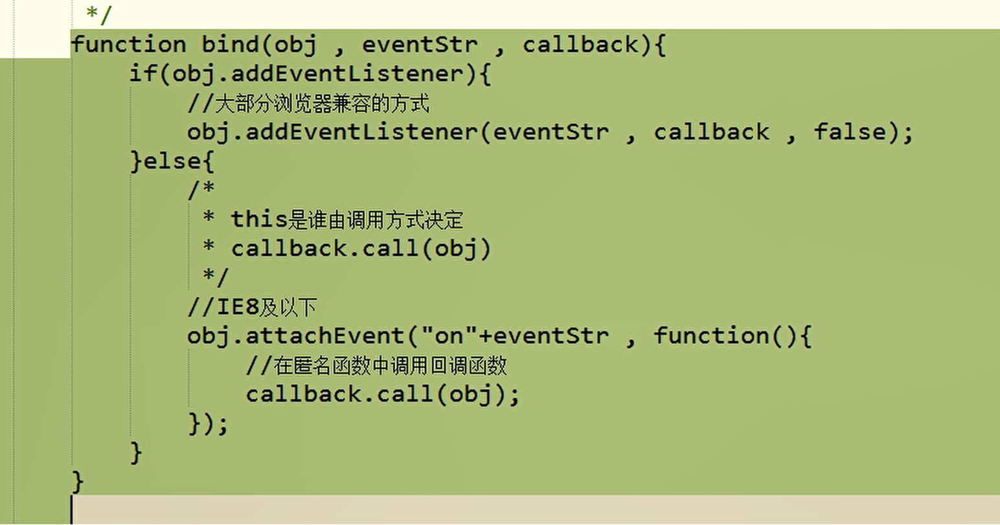 */
function bind(obj , eventStr , callback){
if(obj.addEventListener){
//大部分浏览器兼容的方式
obj.addEventListener(eventStr , callback , false);
}else{
/*
* this是谁由调用方式决定
* callback.call(obj)
*/
//IE8及以下
obj.attachEvent("on"+eventStr , function(){
//在匿名函数中调用回调函数
callback.call(obj);
});
}
}